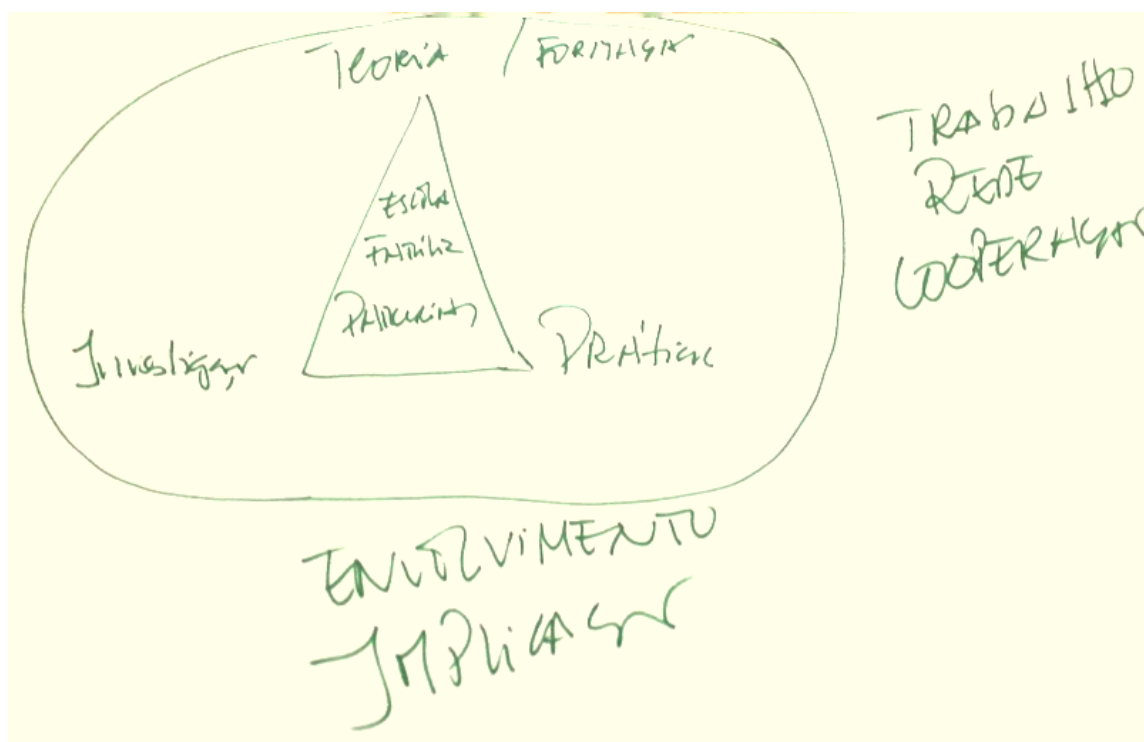 Teoria / FORMAÇÃO
ESCOLA
FAMÍLIA
PARCERIAS
Investigação
PRÁtica
TRAbAlHO
REDE
COOPERAÇÃO
ENVOLVIMENTO
IMPLICAÇÃO